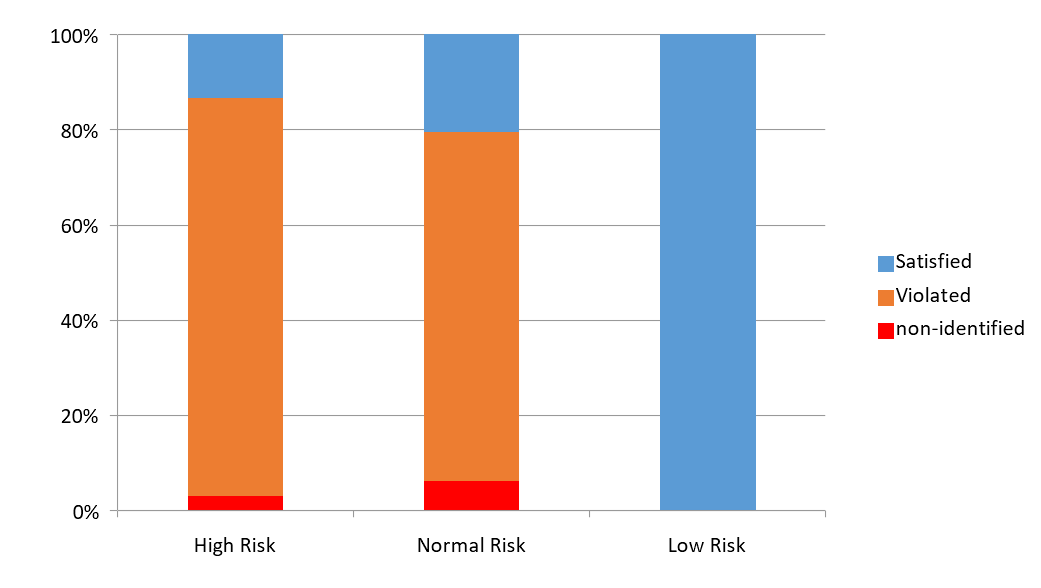 100%
80%
60%
40%
20%
0%
High Risk
Normal Risk
Low Risk
Satisfied
Violated
non-identified